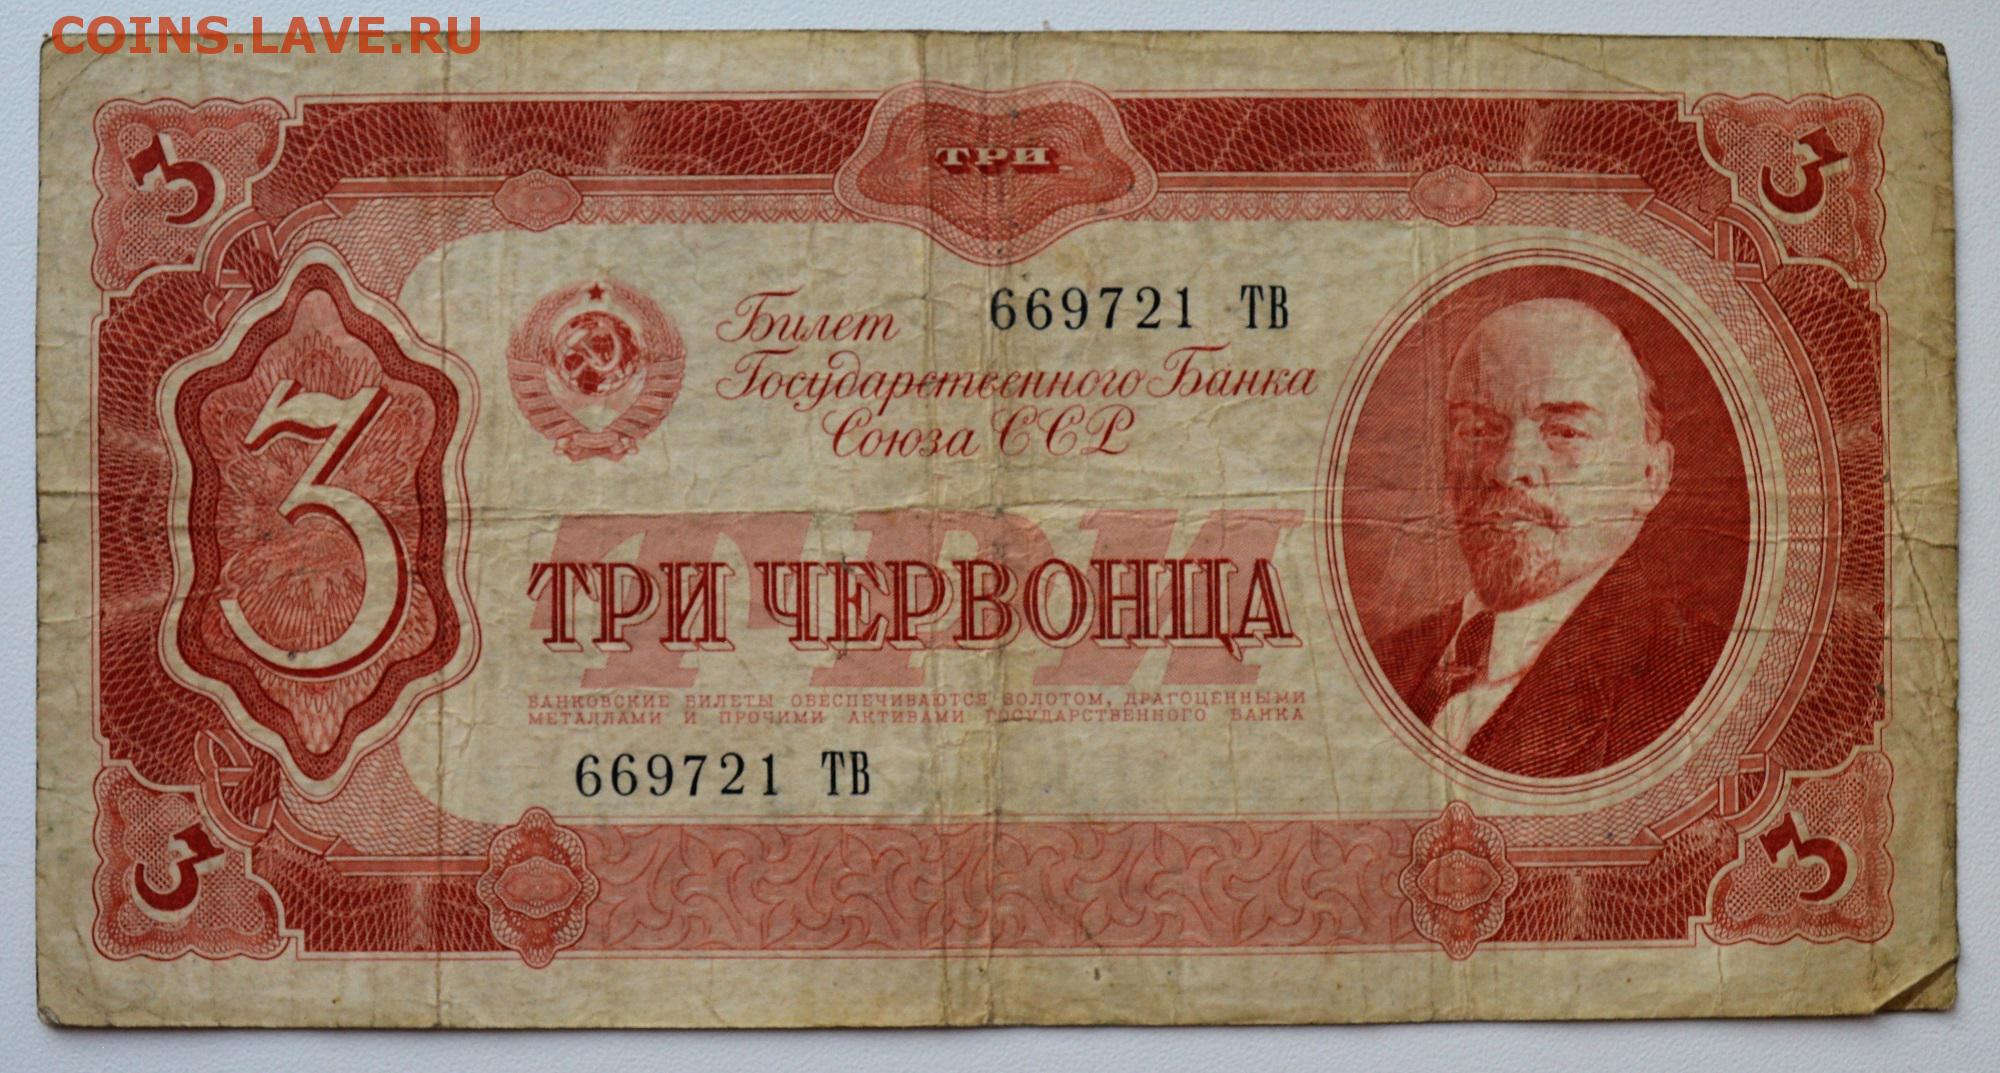 COINS.LAVE.RU
3
ТРИ
3
669721 ТВ
Билет
Государственного Банка
Союза ССР
3
ТРИ
ТРИ ЧЕРВОНЦА
БАНКОВСКИЕ БИЛЕТЫ ОБЕСПЕЧИВАЮТСЯ ЗОЛОТОМ, ДРАГОЦЕННЫМИ
МЕТАЛЛАМИ И ПРОЧИМИ АКТИВАМИ ГОСУДАРСТВЕННОГО БАНКА
669721 ТВ
3
3